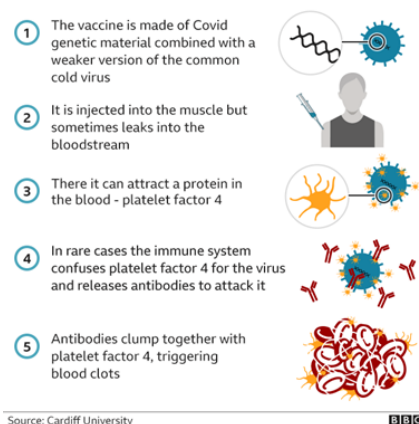 1
The vaccine is made of Covid
genetic material combined with a
weaker version of the common
cold virus
2
It is injected into the muscle but
sometimes leaks into the
bloodstream
3
There it can attract a protein in
the blood - platelet factor 4
4
In rare cases the immune system
confuses platelet factor 4 for the virus
and releases antibodies to attack it
5
Antibodies clump together with
platelet factor 4, triggering
blood clots
Source: Cardiff University
BBC